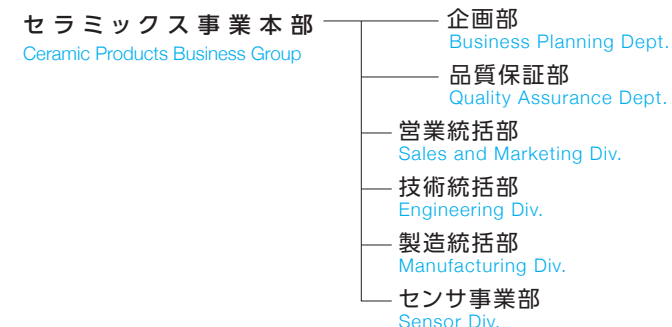 セラミックス事業本部
Ceramic Products Business Group
企画部
Business Planning Dept.
品質保証部
Quality Assurance Dept.
営業統括部
Sales and Marketing Div.
技術統括部
Engineering Div.
製造統括部
Manufacturing Div.
センサ事業部
Sensor Div.